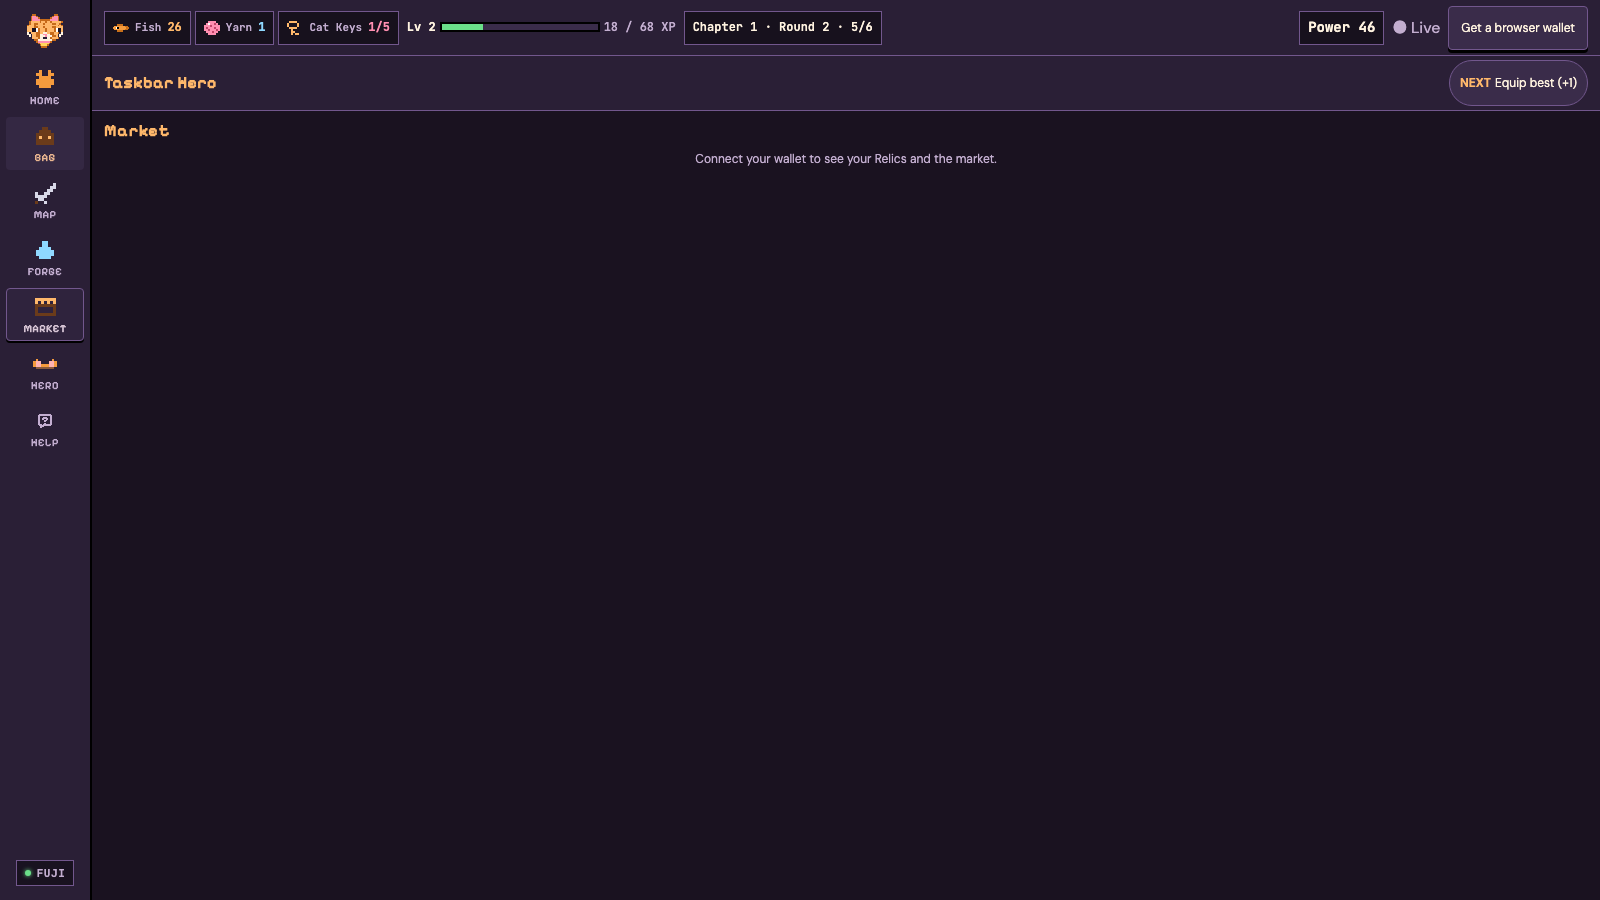 Fish 26
Yarn 1
Cat Keys 1/5
Lv 2
18 / 68 XP
Chapter 1 · Round 2 · 5/6
Power 46
Live
Get a browser wallet
Taskbar Hero
NEXT Equip best (+1)
HOME
BAG
MAP
FORGE
MARKET
HERO
HELP
FUJI
Market
Connect your wallet to see your Relics and the market.